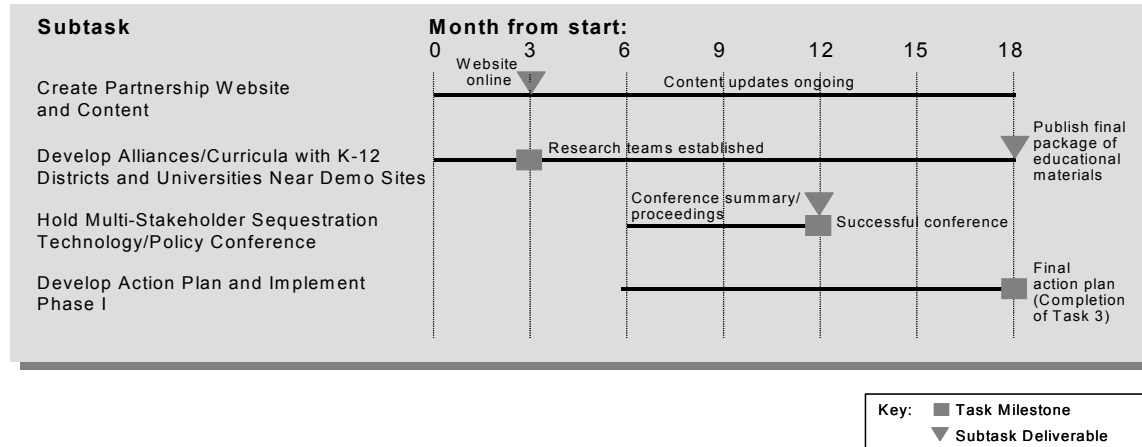 Subtask
Month from start:
0 3 6 9 12 15 18
Website
online
Create Partnership Website
and Content
Content updates ongoing
Develop Alliances/Curricula with K-12
Districts and Universities Near Demo Sites
Research teams established
Publish final
package of
educational
materials
Hold Multi-Stakeholder Sequestration
Technology/Policy Conference
Conference summary/
proceedings
Successful conference
Develop Action Plan and Implement
Phase I
Final
action plan
(Completion
of Task 3)
Key: Task Milestone
Subtask Deliverable